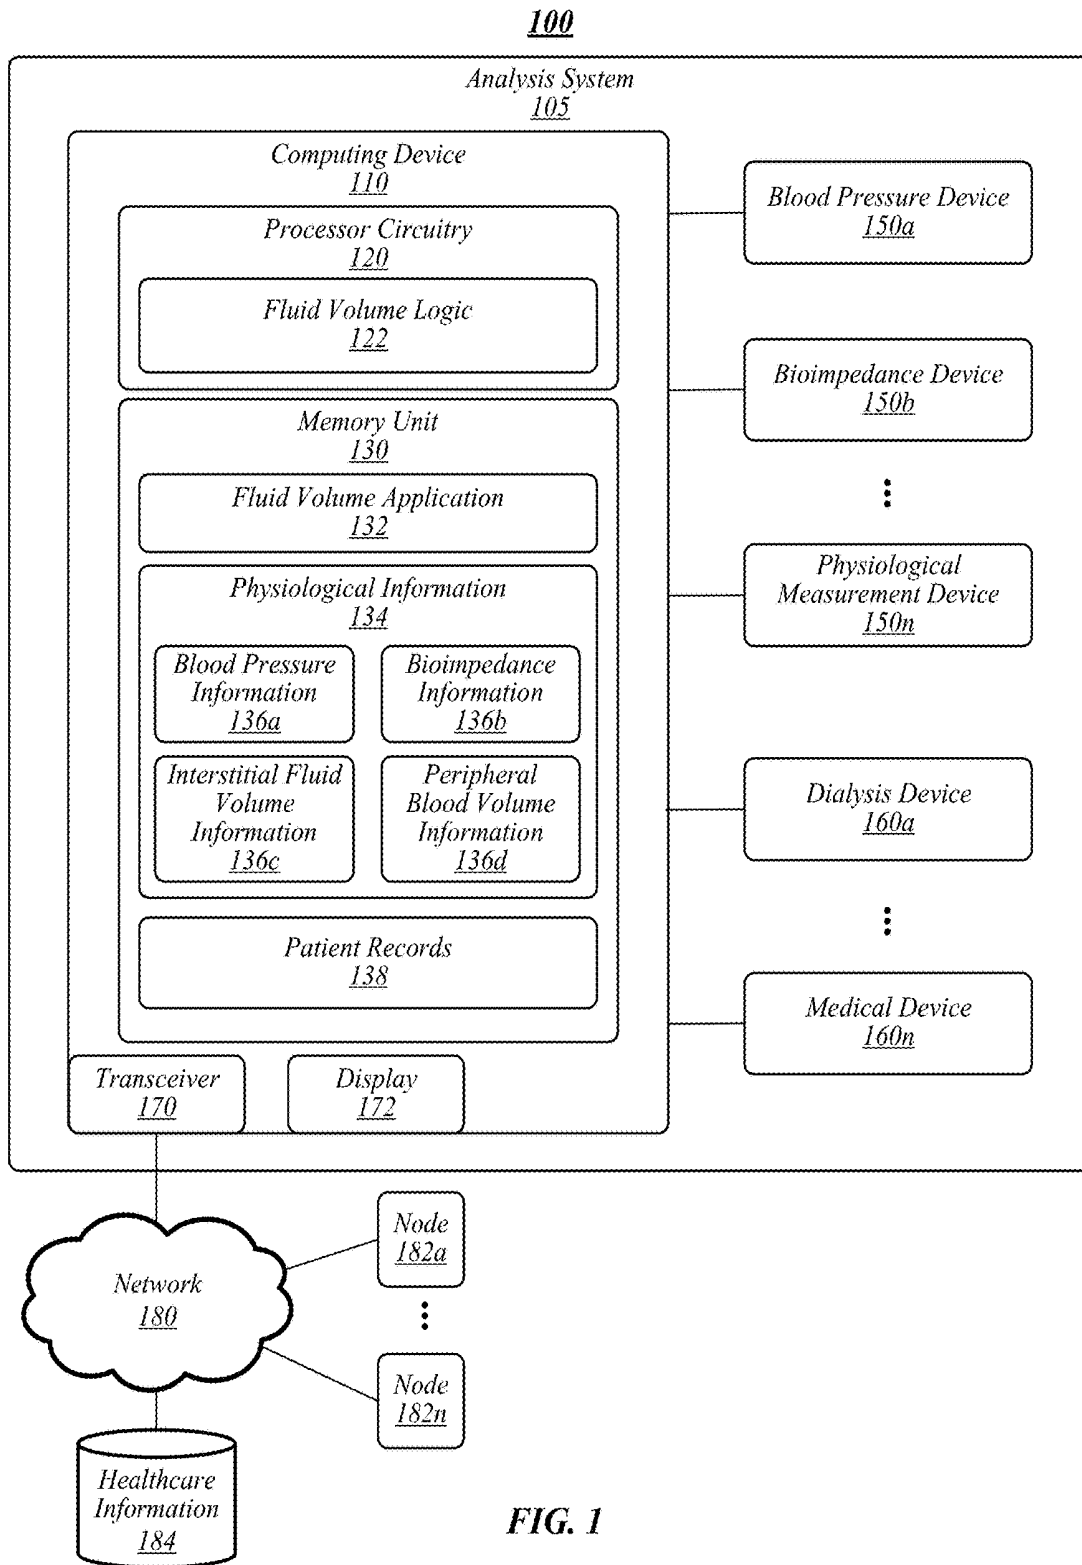 100
Analysis System
105
Computing Device
110
Processor Circuitry
120
Fluid Volume Logic
122
Memory Unit
130
Fluid Volume Application
132
Physiological Information
134
Blood Pressure
Information
136a
Bioimpedance
Information
136b
Interstitial Fluid
Volume
Information
136c
Peripheral
Blood Volume
Information
136d
Patient Records
138
Transceiver
170
Display
172
Blood Pressure Device
150a
Bioimpedance Device
150b
Physiological
Measurement Device
150n
Dialysis Device
160a
Medical Device
160n
Network
180
Node
182a
Node
182n
Healthcare
Information
184
FIG. 1